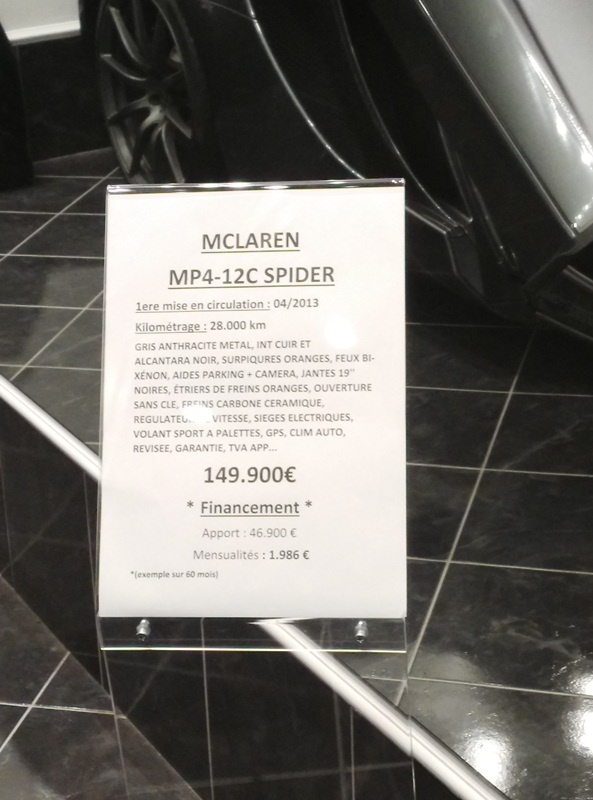 MCLAREN
MP4-12C SPIDER
1ere mise en circulation : 04/2013
Kilométrage : 28.000 km
GRIS ANTHRACITE METAL, INT CUIR ET
ALCANTARA NOIR, SURPIQURES ORANGES, FEUX BI-
XÉNON, AIDES PARKING + CAMERA, JANTES 19''
NOIRES, ÉTRIERS DE FREINS ORANGES, OUVERTURE
SANS CLE, FREINS CARBONE CERAMIQUE,
REGULATEUR VITESSE, SIEGES ELECTRIQUES,
VOLANT SPORT A PALETTES, GPS, CLIM AUTO,
REVISEE, GARANTIE, TVA APP...
149.900€
* Financement *
Apport : 46.900 €
Mensualités : 1.986 €
*(exemple sur 60 mois)